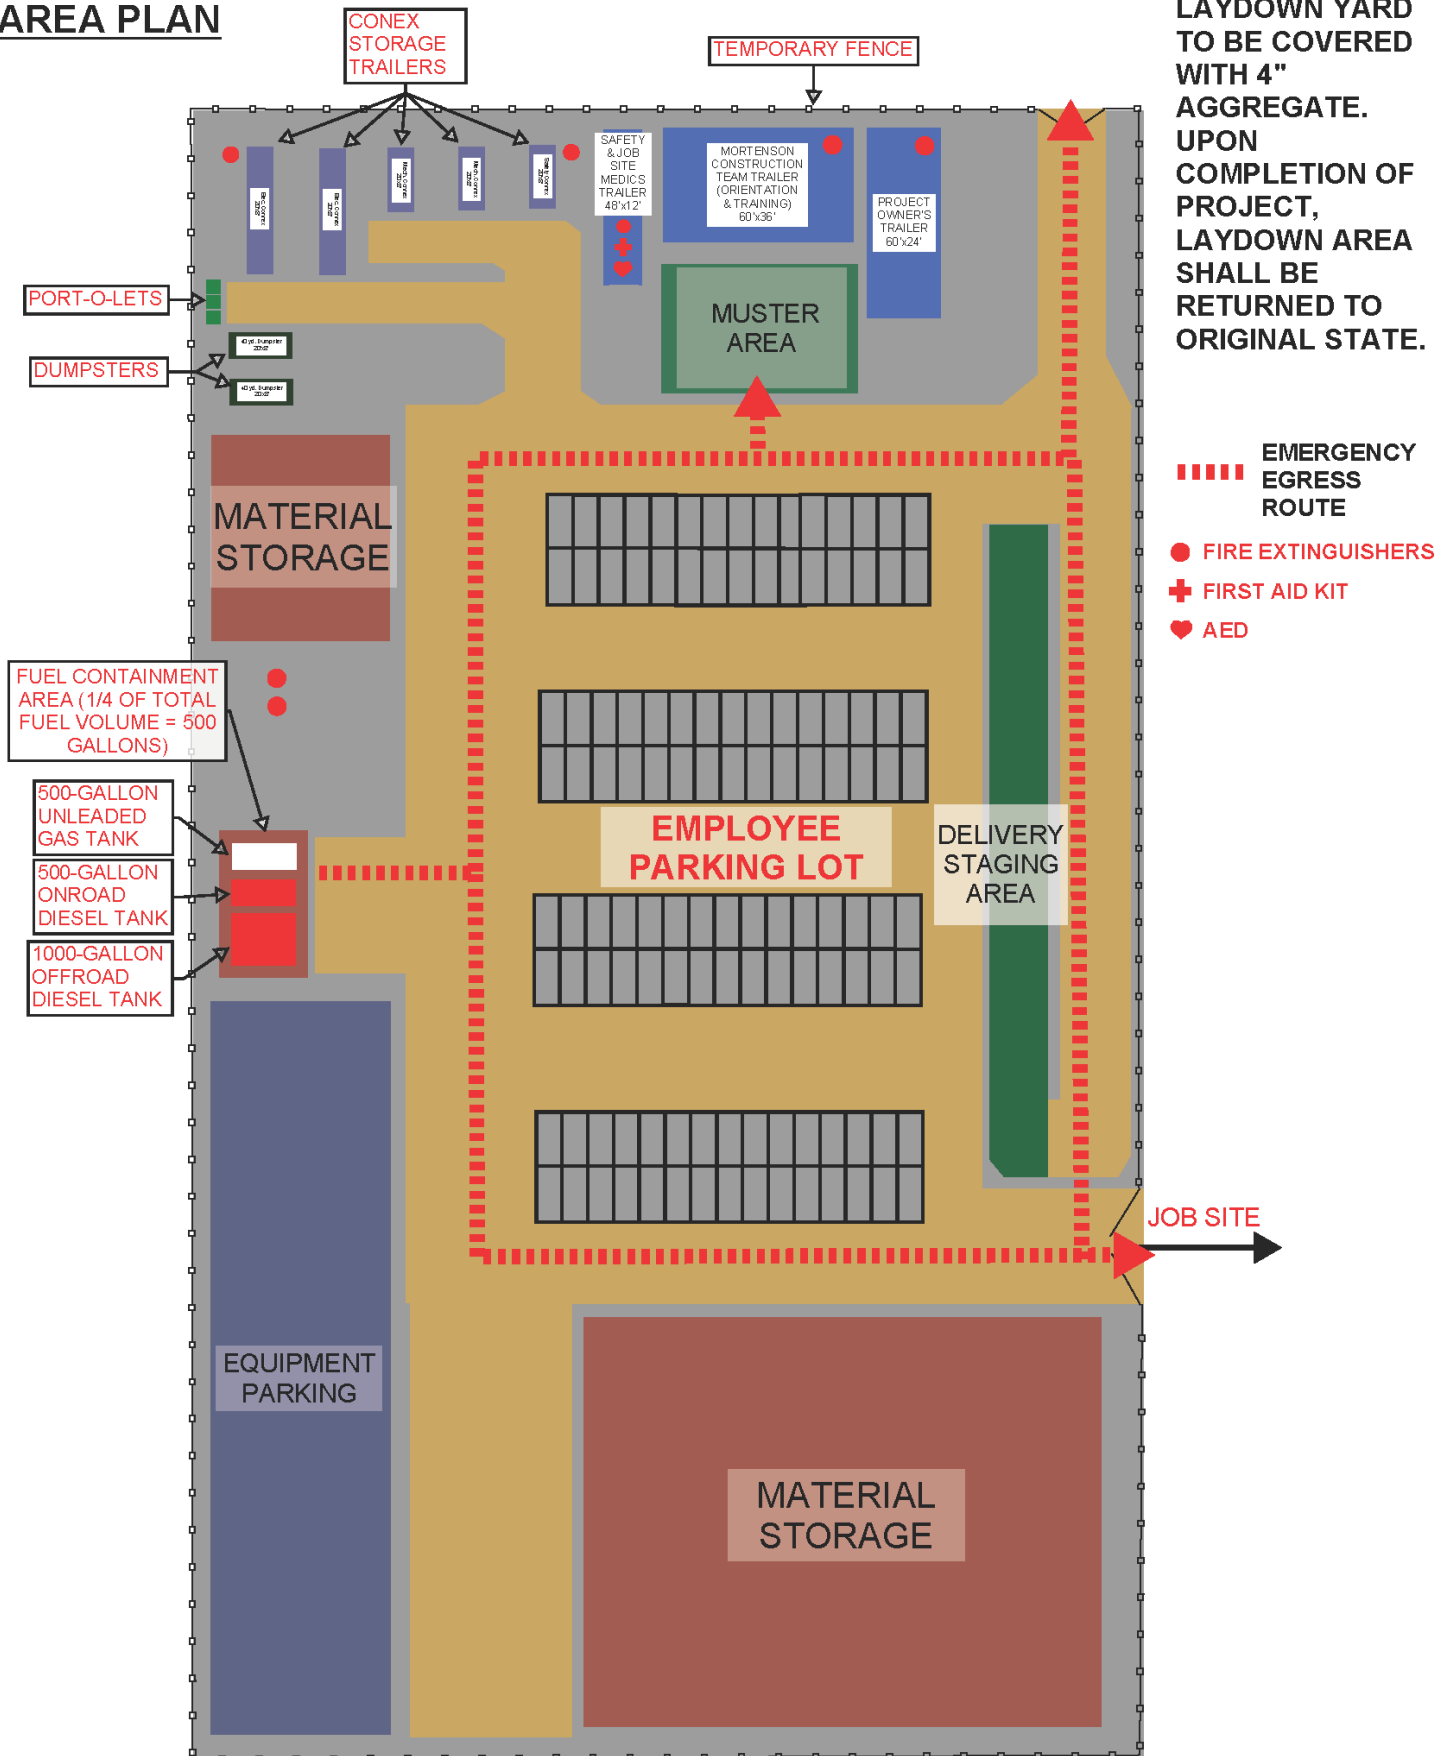 AREA PLAN
CONEX
STORAGE
TRAILERS
TEMPORARY FENCE
LAYDOWN YARD
TO BE COVERED
WITH 4"
AGGREGATE.
UPON
COMPLETION OF
PROJECT,
LAYDOWN AREA
SHALL BE
RETURNED TO
ORIGINAL STATE.
SAFETY
& JOB
SITE
MEDICS
TRAILER
48'x12'
MORTENSON
CONSTRUCTION
TEAM TRAILER
(ORIENTATION
& TRAINING)
60'x36'
PROJECT
OWNER'S
TRAILER
60'x24'
PORT-O-LETS
MUSTER
AREA
DUMPSTERS
EMERGENCY
EGRESS
ROUTE
FIRE EXTINGUISHERS
FIRST AID KIT
AED
MATERIAL
STORAGE
FUEL CONTAINMENT
AREA (1/4 OF TOTAL
FUEL VOLUME = 500
GALLONS)
500-GALLON
UNLEADED
GAS TANK
500-GALLON
ONROAD
DIESEL TANK
1000-GALLON
OFFROAD
DIESEL TANK
EMPLOYEE
PARKING LOT
DELIVERY
STAGING
AREA
JOB SITE
EQUIPMENT
PARKING
MATERIAL
STORAGE